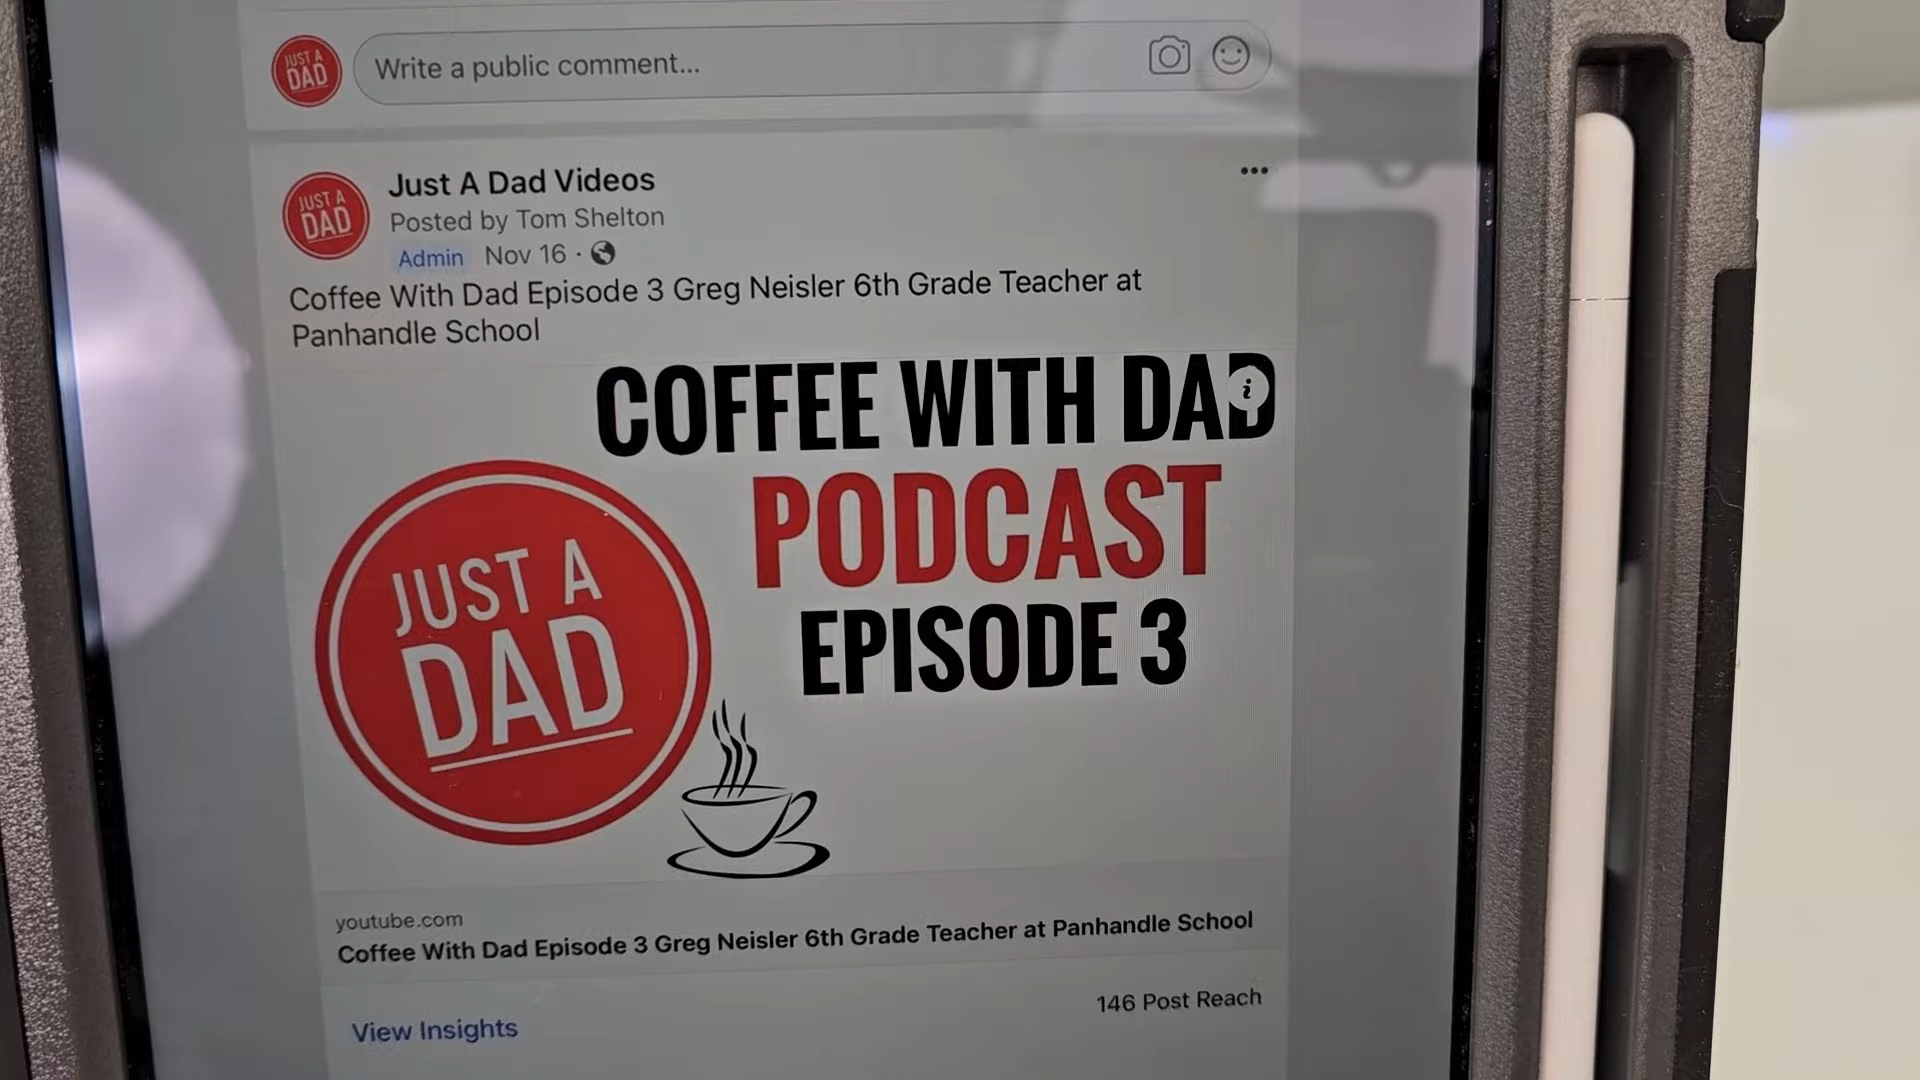 JUST A
DAD
Write a public comment...
JUST A
DAD
Just A Dad Videos
Posted by Tom Shelton
Admin Nov 16 ·
Coffee With Dad Episode 3 Greg Neisler 6th Grade Teacher at
Panhandle School
COFFEE WITH DAD
i
PODCAST
EPISODE 3
JUST A
DAD
youtube.com
Coffee With Dad Episode 3 Greg Neisler 6th Grade Teacher at Panhandle School
146 Post Reach
View Insights